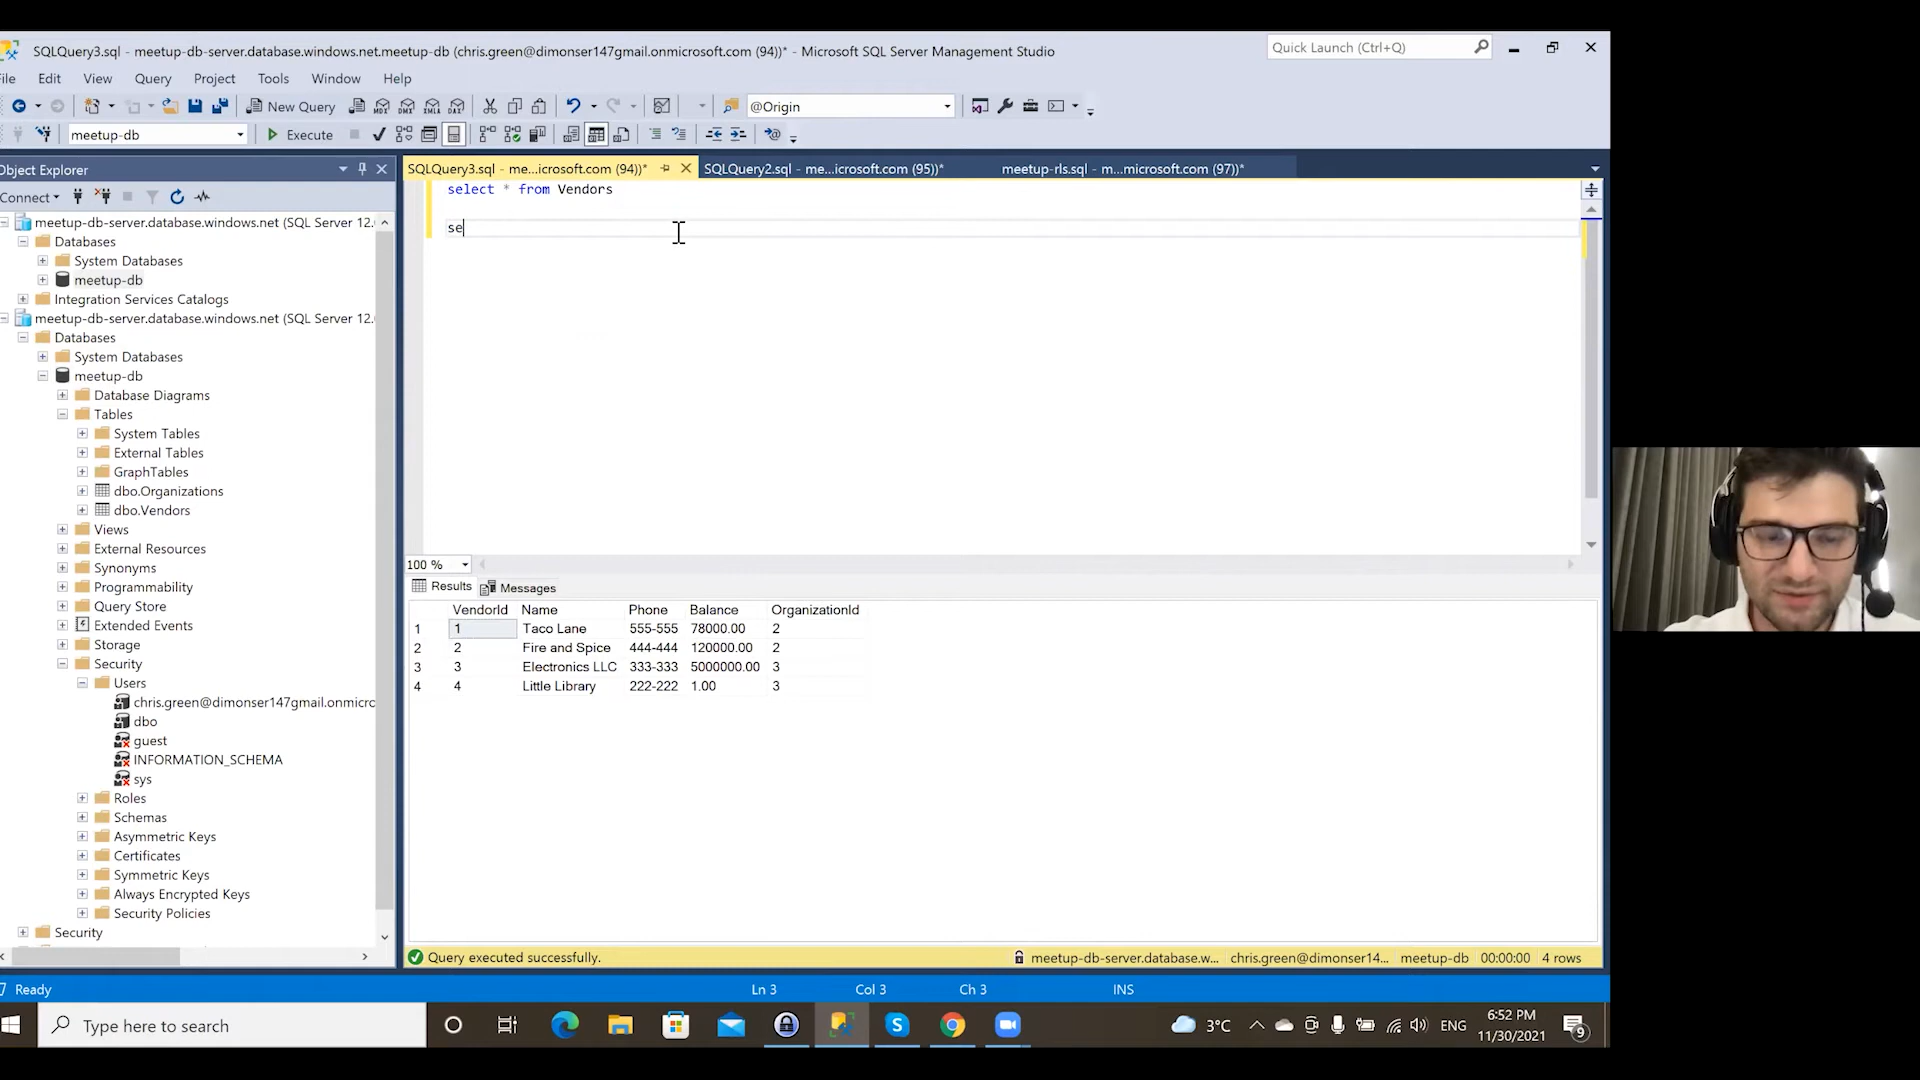 SQLQuery3.sql - meetup-db-server.database.windows.net.meetup-db (chris.green@dimonser147gmail.onmicrosoft.com (94))* - Microsoft SQL Server Management Studio
Quick Launch (Ctrl+Q)
File Edit View Query Project Tools Window Help
New Query
@Origin
meetup-db
Execute
Object Explorer
SQLQuery3.sql - me...icrosoft.com (94))*
SQLQuery2.sql - me...icrosoft.com (95))*
meetup-rls.sql - m...microsoft.com (97))*
Connect
select * from Vendors
se
meetup-db-server.database.windows.net (SQL Server 12.
Databases
System Databases
meetup-db
Integration Services Catalogs
meetup-db-server.database.windows.net (SQL Server 12.
Databases
System Databases
meetup-db
Database Diagrams
Tables
System Tables
External Tables
GraphTables
dbo.Organizations
dbo.Vendors
Views
External Resources
Synonyms
Programmability
Query Store
Extended Events
Storage
Security
Users
chris.green@dimonser147gmail.onmicro
dbo
guest
INFORMATION_SCHEMA
sys
Roles
Schemas
Asymmetric Keys
Certificates
Symmetric Keys
Always Encrypted Keys
Security Policies
Security
100 %
Results Messages
VendorId Name Phone Balance OrganizationId
1 1 Taco Lane 555-555 78000.00 2
2 2 Fire and Spice 444-444 120000.00 2
3 3 Electronics LLC 333-333 5000000.00 3
4 4 Little Library 222-222 1.00 3
Query executed successfully.
meetup-db-server.database.w... chris.green@dimonser14... meetup-db 00:00:00 4 rows
Ready Ln 3 Col 3 Ch 3 INS
Type here to search
3°C
ENG
6:52 PM
11/30/2021
9